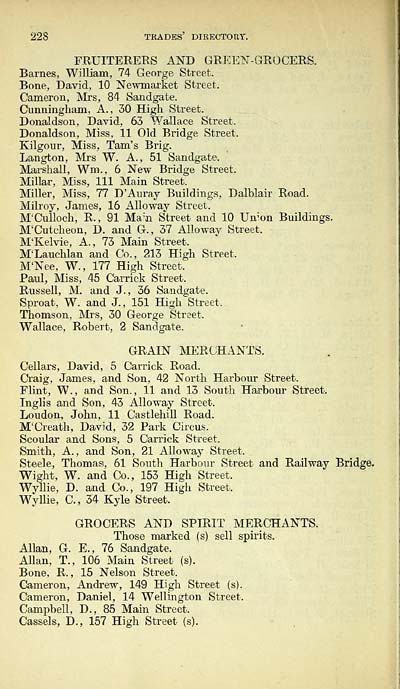 228 TRADES' DIRECTORY.
FRUITERERS AND GREEN-GROCERS.
Barnes, William, 74 George Street.
Bone, David, 10 Newmarket Street.
Cameron, Mrs, 84 Sandgate.
Cunningham, A., 30 High Street.
Donaldson, David, 63 Wallace Street.
Donaldson, Miss, 11 Old Bridge Street.
Kilgour, Miss, Tam's Brig.
Langton, Mrs W. A., 51 Sandgate.
Marshall, Wm., 6 New Bridge Street.
Millar, Miss, 111 Main Street.
Miller, Miss, 77 D'Auray Buildings, Dalblair Road.
Milroy, James, 16 Alloway Street.
M'Culloch, R., 91 Main Street and 10 Union Buildings.
M'Cutcheon, D. and G., 37 Alloway Street.
M'Kelvie, A., 73 Main Street.
M'Lauchlan and Co., 213 High Street.
M'Nee, W., 177 High Street.
Paul, Miss, 45 Carrick Street.
Russell, M. and J., 36 Sandgate.
Sproat, W. and J., 151 High Street.
Thomson, Mrs, 30 George Street.
Wallace, Robert, 2 Sandgate.
GRAIN MERCHANTS.
Cellars, David, 5 Carrick Road.
Craig, James, and Son, 42 North Harbour Street.
Flint, W., and Son., 11 and 13 South Harbour Street.
Inglis and Son, 43 Alloway Street.
Loudon, John, 11 Castlehill Road.
M'Creath, David, 32 Park Circus.
Scoular and Sons, 5 Carrick Street.
Smith, A., and Son, 21 Alloway Street.
Steele, Thomas, 61 South Harbour Street and Railway Bridge.
Wight, W. and Co., 153 High Street.
Wyllie, D. and Co., 197 High Street.
Wyllie, C., 34 Kyle Street.
GROCERS AND SPIRIT MERCHANTS.
Those marked (s) sell spirits.
Allan, G. E., 76 Sandgate.
Allan, T., 106 Main Street (s).
Bone, R., 15 Nelson Street.
Cameron, Andrew, 149 High Street (s).
Cameron, Daniel, 14 Wellington Street.
Campbell, D., 85 Main Street.
Cassels, D., 157 High Street (s).